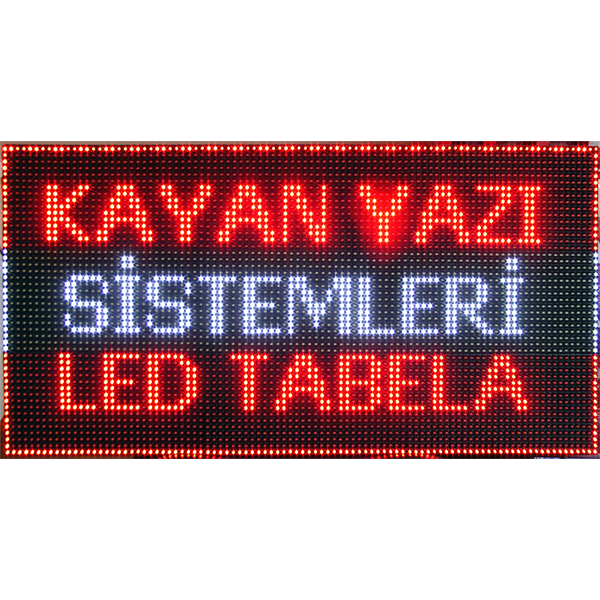 KAYAN YAZI
SİSTEMLERİ
LED TABELA